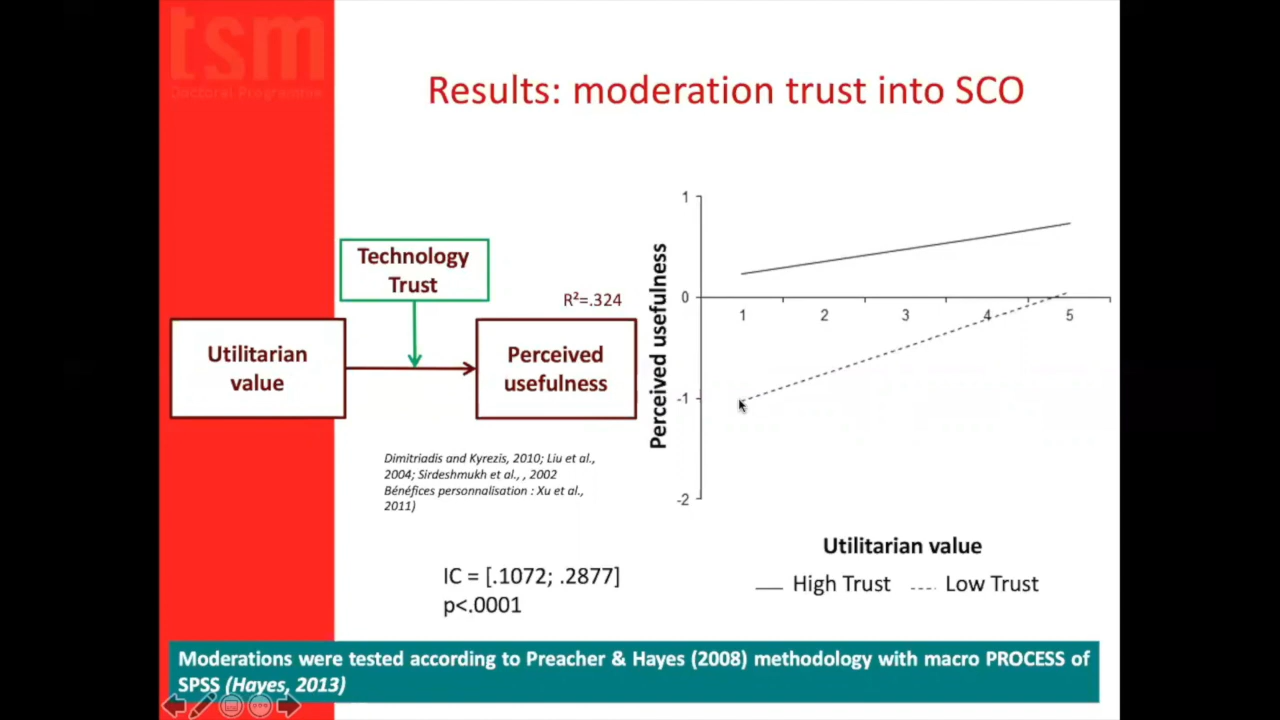 tsm
Doctoral Programme
Results: moderation trust into SCO
Technology
Trust
R²=.324
Utilitarian
value
Perceived
usefulness
Dimitriadis and Kyrezis, 2010; Liu et al.,
2004; Sirdeshmukh et al., , 2002
Bénéfices personnalisation : Xu et al.,
2011)
IC = [.1072; .2877]
p<.0001
Perceived usefulness
1
0
-1
-2
1 2 3 4 5
Utilitarian value
High Trust Low Trust
Moderations were tested according to Preacher & Hayes (2008) methodology with macro PROCESS of
SPSS (Hayes, 2013)